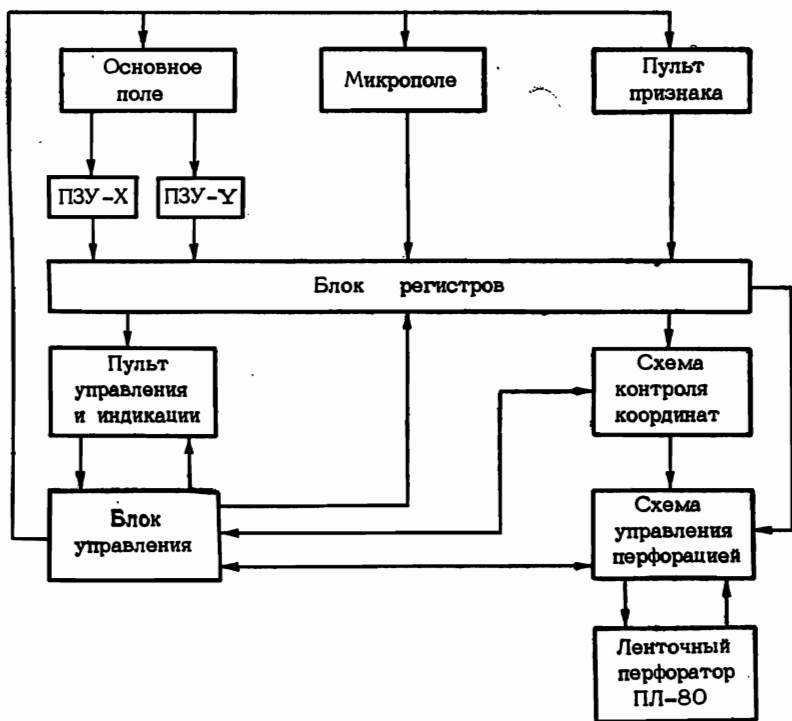 Основное
поле
Микрополе
Пульт
признака
ПЗУ-X
ПЗУ-Y
Блок регистров
Пульт
управления
и индикации
Схема
контроля
координат
Блок
управления
Схема
управления
перфорацией
Ленточный
перфоратор
ПЛ-80